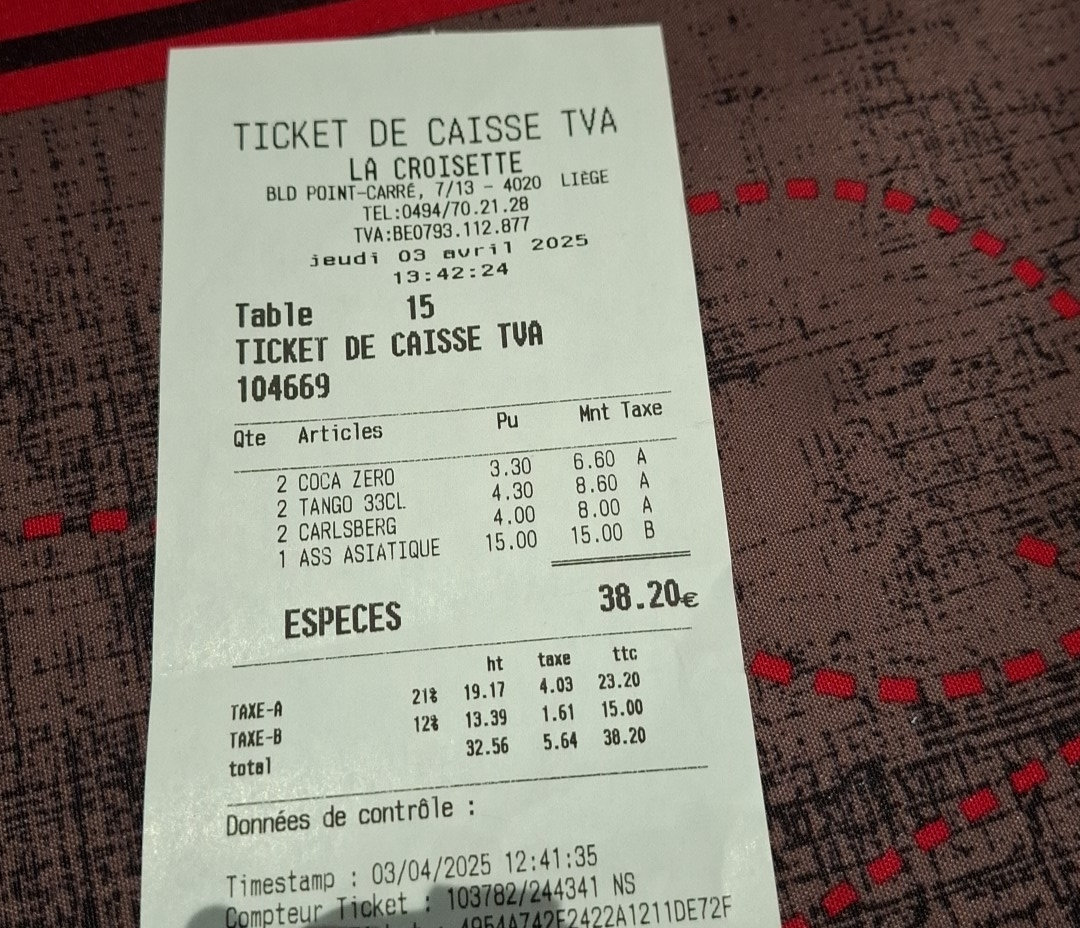 TICKET DE CAISSE TVA
LA CROISETTE
BLD POINT-CARRÉ, 7/13 - 4020 LIÈGE
TEL:0494/70.21.28
TVA:BE0793.112.877
jeudi 03 avril 2025
13:42:24
Table 15
TICKET DE CAISSE TVA
104669
Qte Articles Pu Mnt Taxe
2 COCA ZERO 3.30 6.60 A
2 TANGO 33CL 4.30 8.60 A
2 CARLSBERG 4.00 8.00 A
1 ASS ASIATIQUE 15.00 15.00 B
ESPECES 38.20€
ht taxe ttc
TAXE-A 21% 19.17 4.03 23.20
TAXE-B 12% 13.39 1.61 15.00
total 32.56 5.64 38.20
Données de contrôle :
Timestamp : 03/04/2025 12:41:35
Compteur Ticket : 103782/244341 NS